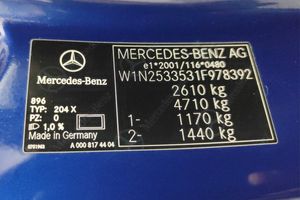 MERCEDES-BENZ AG
e1*2001/116*0480
W1N2533531F978392
2610 kg
4710 kg
1- 1170 kg
2- 1440 kg
Mercedes-Benz
896
TYP: 204 X
PZ: 0
1,0 %
Made in Germany
A 000 817 44 04